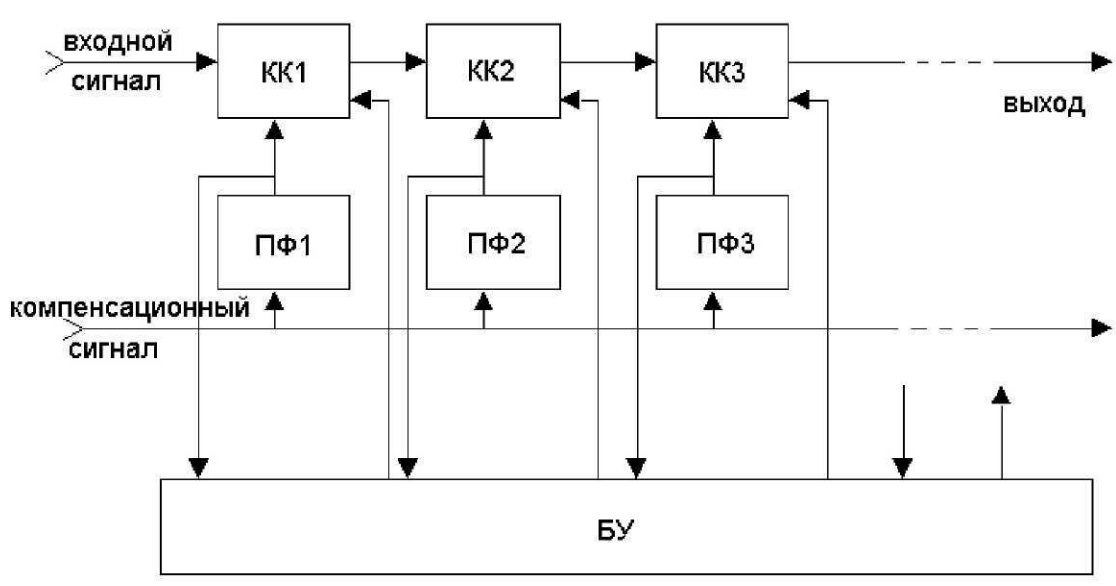 входной
сигнал
КК1
КК2
КК3
выход
ПФ1
ПФ2
ПФ3
компенсационный
сигнал
БУ